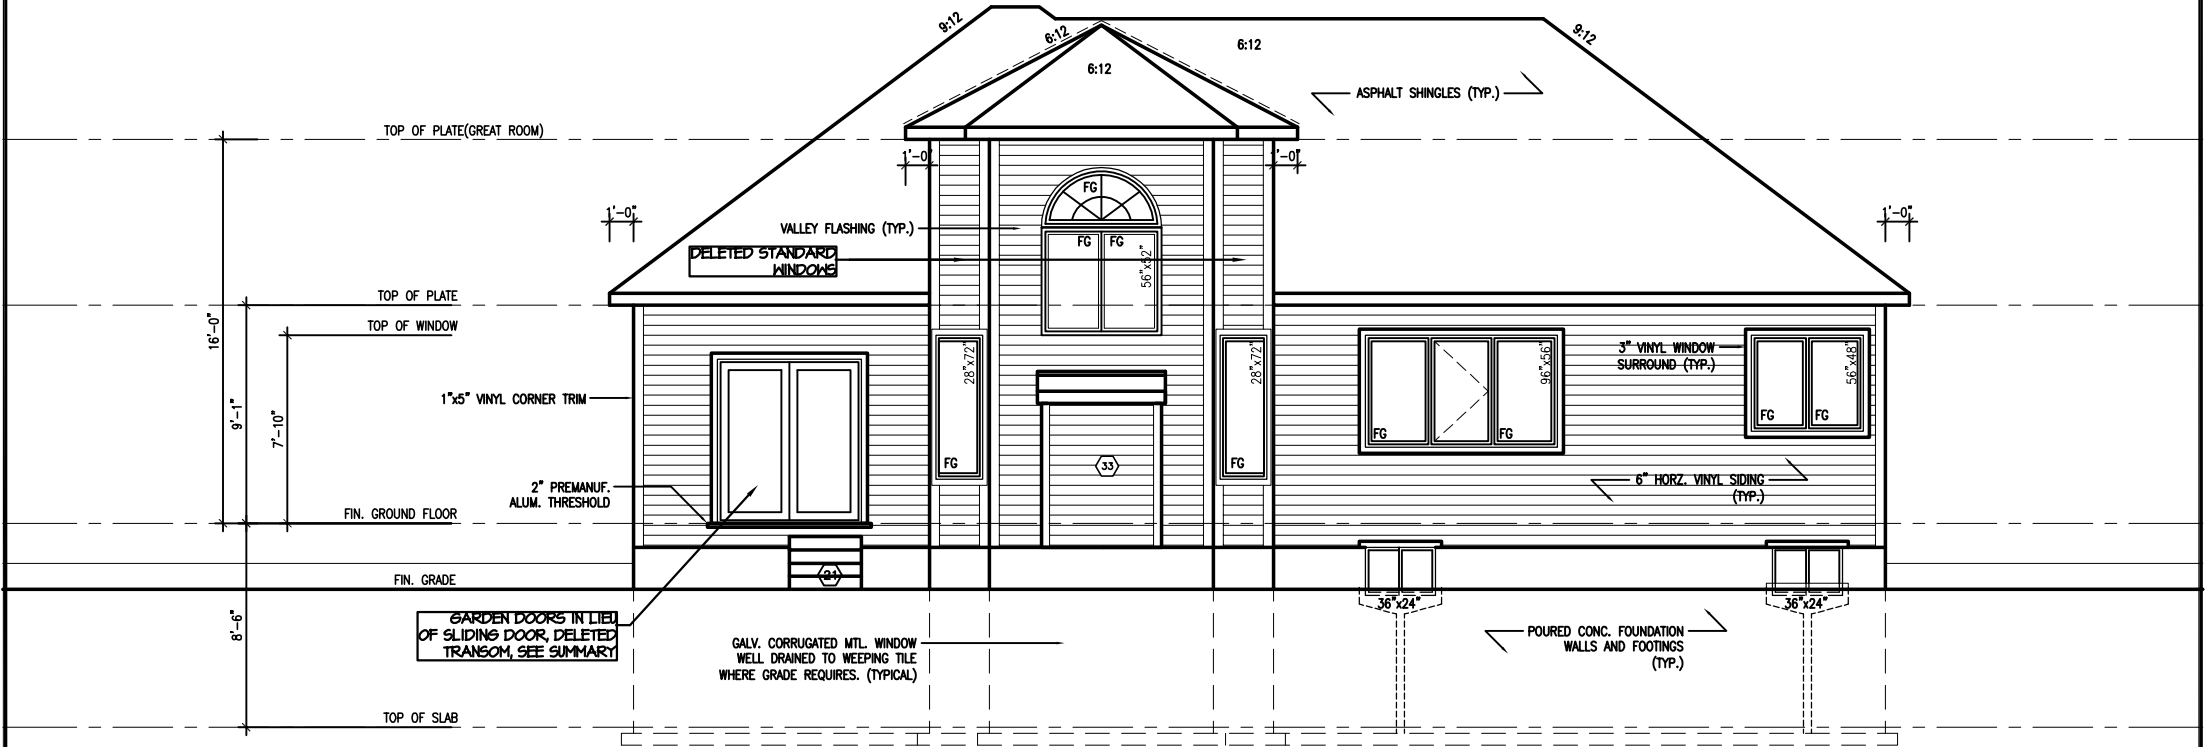 9:12
6:12
6:12
6:12
9:12
ASPHALT SHINGLES (TYP.)
TOP OF PLATE(GREAT ROOM)
1'-0"
1'-0"
FG
1'-0"
1'-0"
VALLEY FLASHING (TYP.)
FG FG
56"x52"
DELETED STANDARD
WINDOWS
TOP OF PLATE
TOP OF WINDOW
16'-0"
9'-1"
7'-10"
28"x72"
28"x72"
96"x56"
3" VINYL WINDOW
SURROUND (TYP.)
56"x48"
1"x5" VINYL CORNER TRIM
FG FG
FG FG
FG
FG
33
2" PREMANUF.
ALUM. THRESHOLD
6" HORZ. VINYL SIDING
(TYP.)
FIN. GROUND FLOOR
FIN. GRADE
21
36"x24"
36"x24"
8'-6"
GARDEN DOORS IN LIEU
OF SLIDING DOOR, DELETED
TRANSOM, SEE SUMMARY
GALV. CORRUGATED MTL. WINDOW
WELL DRAINED TO WEEPING TILE
WHERE GRADE REQUIRES. (TYPICAL)
POURED CONC. FOUNDATION
WALLS AND FOOTINGS
(TYP.)
TOP OF SLAB